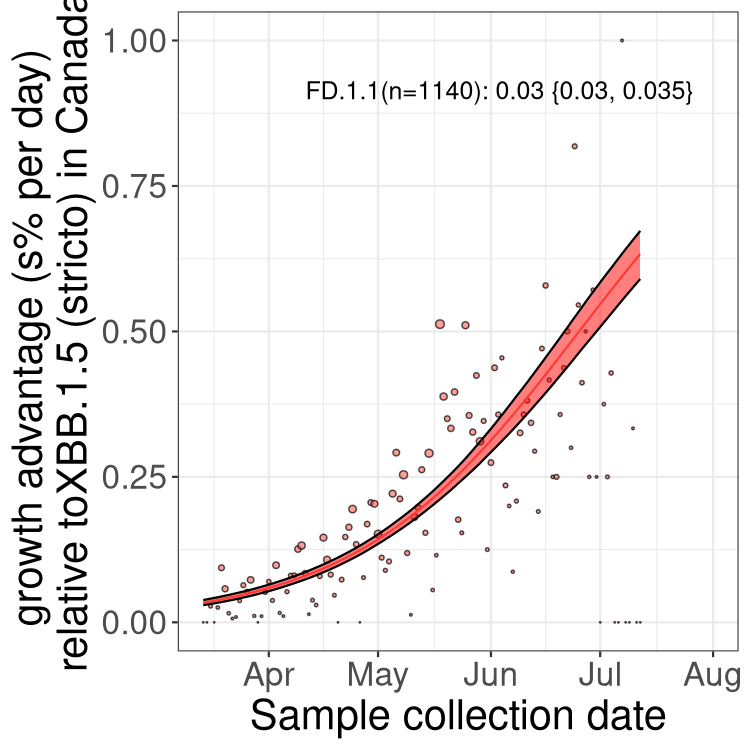 growth advantage (s% per day)
relative toXBB.1.5 (stricto) in Canada
1.00
0.75
0.50
0.25
0.00
FD.1.1(n=1140): 0.03 {0.03, 0.035}
Apr May Jun Jul Aug
Sample collection date